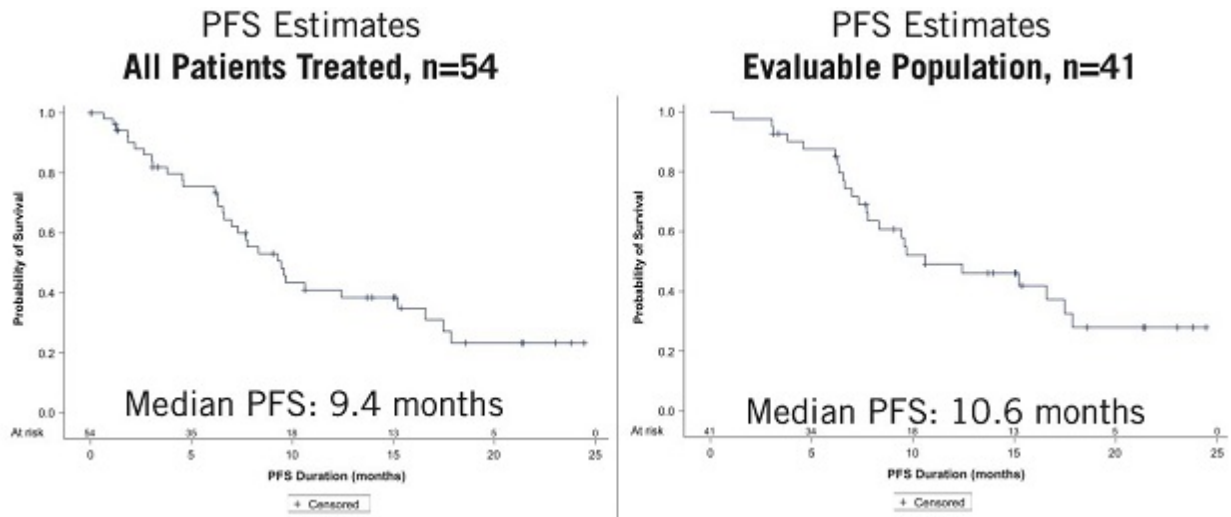 PFS Estimates
All Patients Treated, n=54
1.0
0.8
0.6
0.4
0.2
0.0
Probability of Survival
Median PFS: 9.4 months
At risk
54 35 18 13 5 0
0 5 10 15 20 25
PFS Duration (months)
+ Censored
PFS Estimates
Evaluable Population, n=41
1.0
0.8
0.6
0.4
0.2
0.0
Probability of Survival
Median PFS: 10.6 months
At risk
41 34 18 13 5 0
0 5 10 15 20 25
PFS Duration (months)
+ Censored